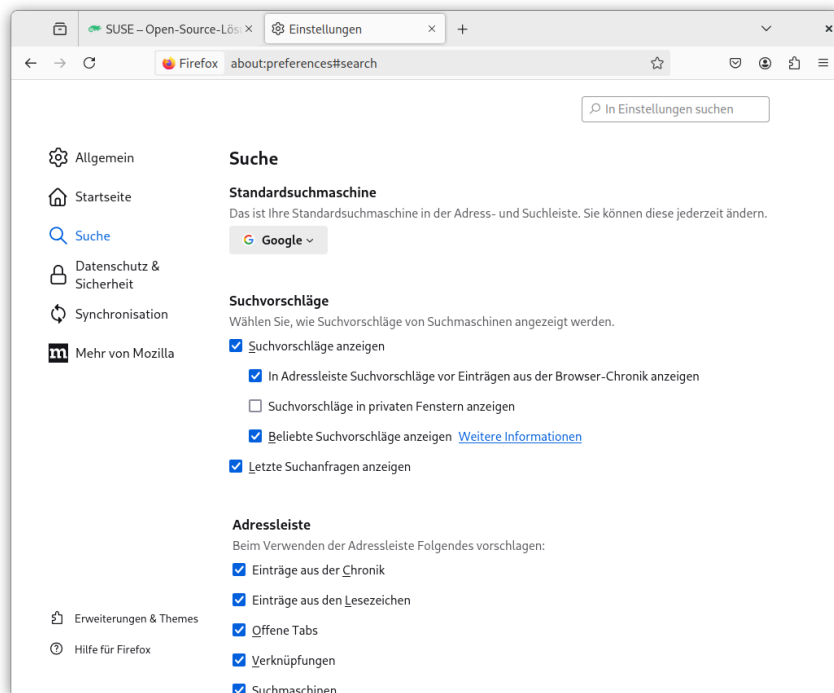 SUSE – Open-Source-Lös
Einstellungen
Firefox
about:preferences#search
In Einstellungen suchen
Allgemein
Startseite
Suche
Datenschutz &
Sicherheit
Synchronisation
m
Mehr von Mozilla
Erweiterungen & Themes
Hilfe für Firefox
Suche
Standardsuchmaschine
Das ist Ihre Standardsuchmaschine in der Adress- und Suchleiste. Sie können diese jederzeit ändern.
G Google
Suchvorschläge
Wählen Sie, wie Suchvorschläge von Suchmaschinen angezeigt werden.
Suchvorschläge anzeigen
In Adressleiste Suchvorschläge vor Einträgen aus der Browser-Chronik anzeigen
Suchvorschläge in privaten Fenstern anzeigen
Beliebte Suchvorschläge anzeigen Weitere Informationen
Letzte Suchanfragen anzeigen
Adressleiste
Beim Verwenden der Adressleiste Folgendes vorschlagen:
Einträge aus der Chronik
Einträge aus den Lesezeichen
Offene Tabs
Verknüpfungen
Suchmaschinen